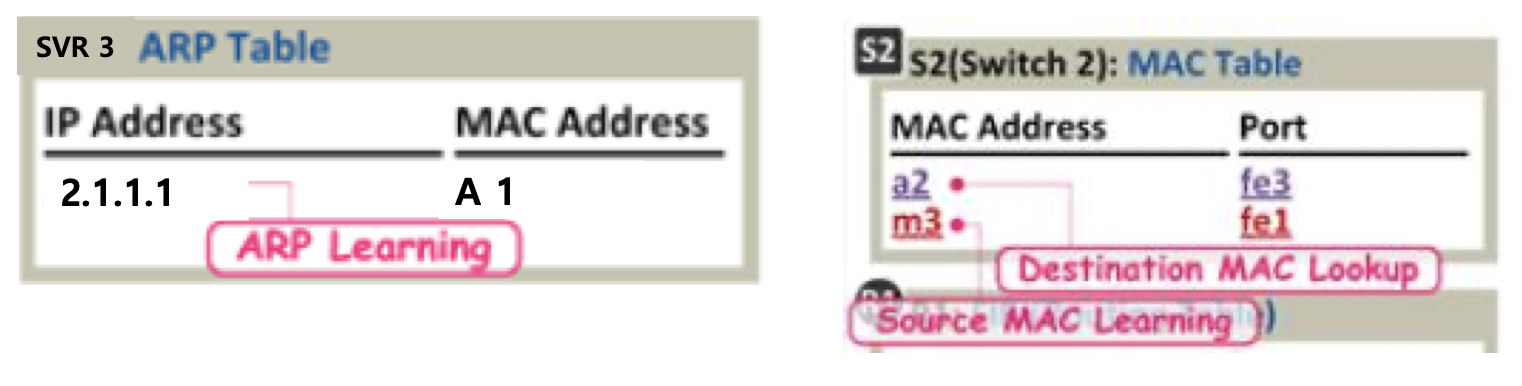 SVR 3 ARP Table
IP Address MAC Address
2.1.1.1 A 1
ARP Learning
S2 S2(Switch 2): MAC Table
MAC Address Port
a2 fe3
m3 fe1
Destination MAC Lookup
Source MAC Learning